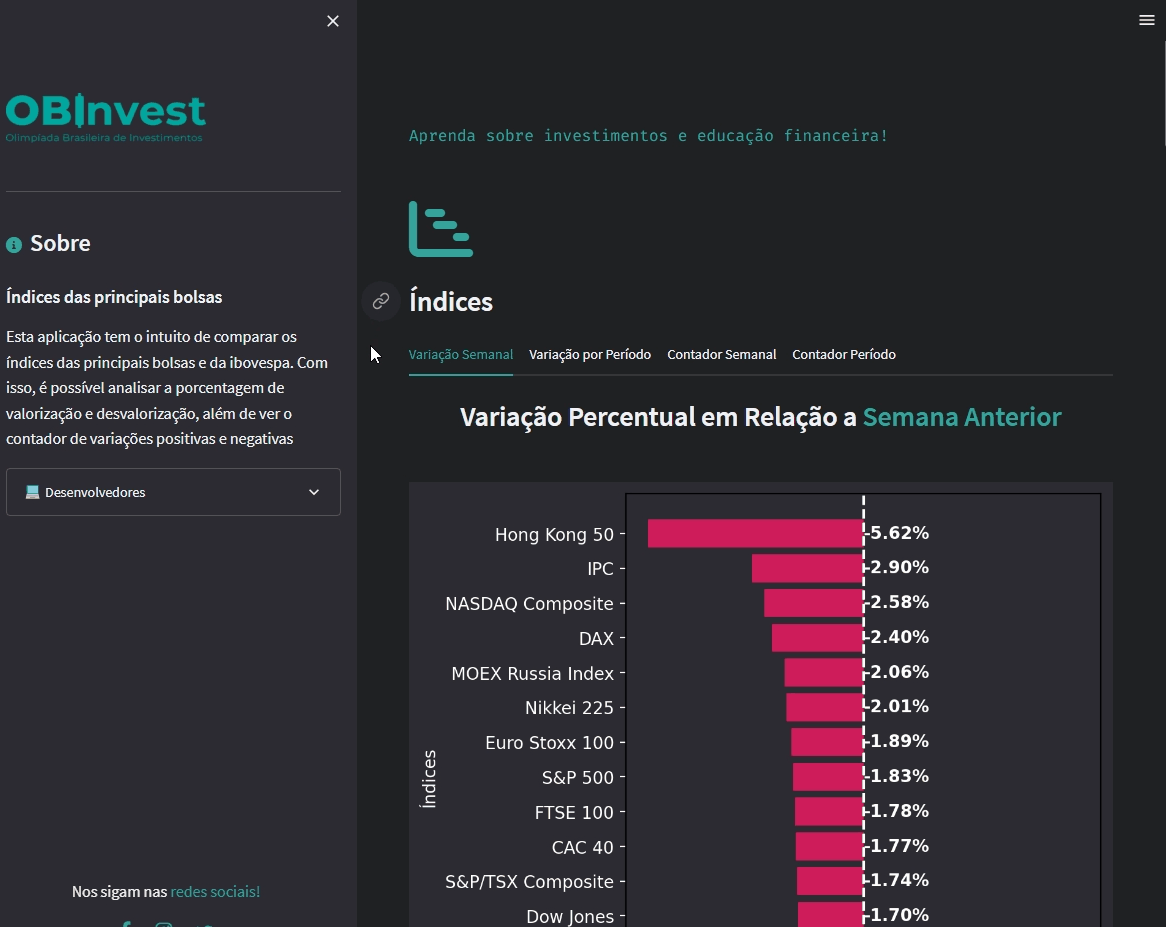 OBInvest
Olimpíada Brasileira de Investimentos
Sobre
Índices das principais bolsas
Esta aplicação tem o intuito de comparar os
índices das principais bolsas e da ibovespa. Com
isso, é possível analisar a porcentagem de
valorização e desvalorização, além de ver o
contador de variações positivas e negativas
Desenvolvedores
Nos sigam nas redes sociais!
Aprenda sobre investimentos e educação financeira!
Índices
Variação Semanal Variação por Período Contador Semanal Contador Período
Variação Percentual em Relação a Semana Anterior
Índices
Hong Kong 50 -5.62%
IPC -2.90%
NASDAQ Composite -2.58%
DAX -2.40%
MOEX Russia Index -2.06%
Nikkei 225 -2.01%
Euro Stoxx 100 -1.89%
S&P 500 -1.83%
FTSE 100 -1.78%
CAC 40 -1.77%
S&P/TSX Composite -1.74%
Dow Jones -1.70%